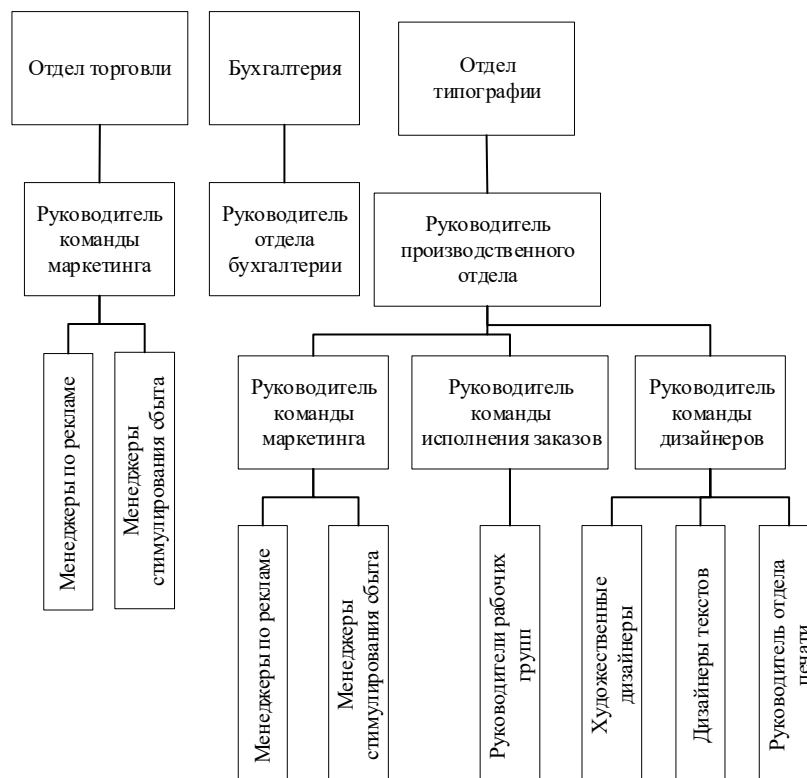 Отдел торговли
Бухгалтерия
Отдел
типографии
Руководитель
команды
маркетинга
Руководитель
отдела
бухгалтерии
Руководитель
производственного
отдела
Менеджеры по рекламе
Менеджеры
стимулирования сбыта
Руководитель
команды
маркетинга
Руководитель
команды
исполнения заказов
Руководитель
команды
дизайнеров
Менеджеры по рекламе
Менеджеры
стимулирования сбыта
Руководители рабочих
групп
Художественные
дизайнеры
Дизайнеры текстов
Руководитель отдела
печати